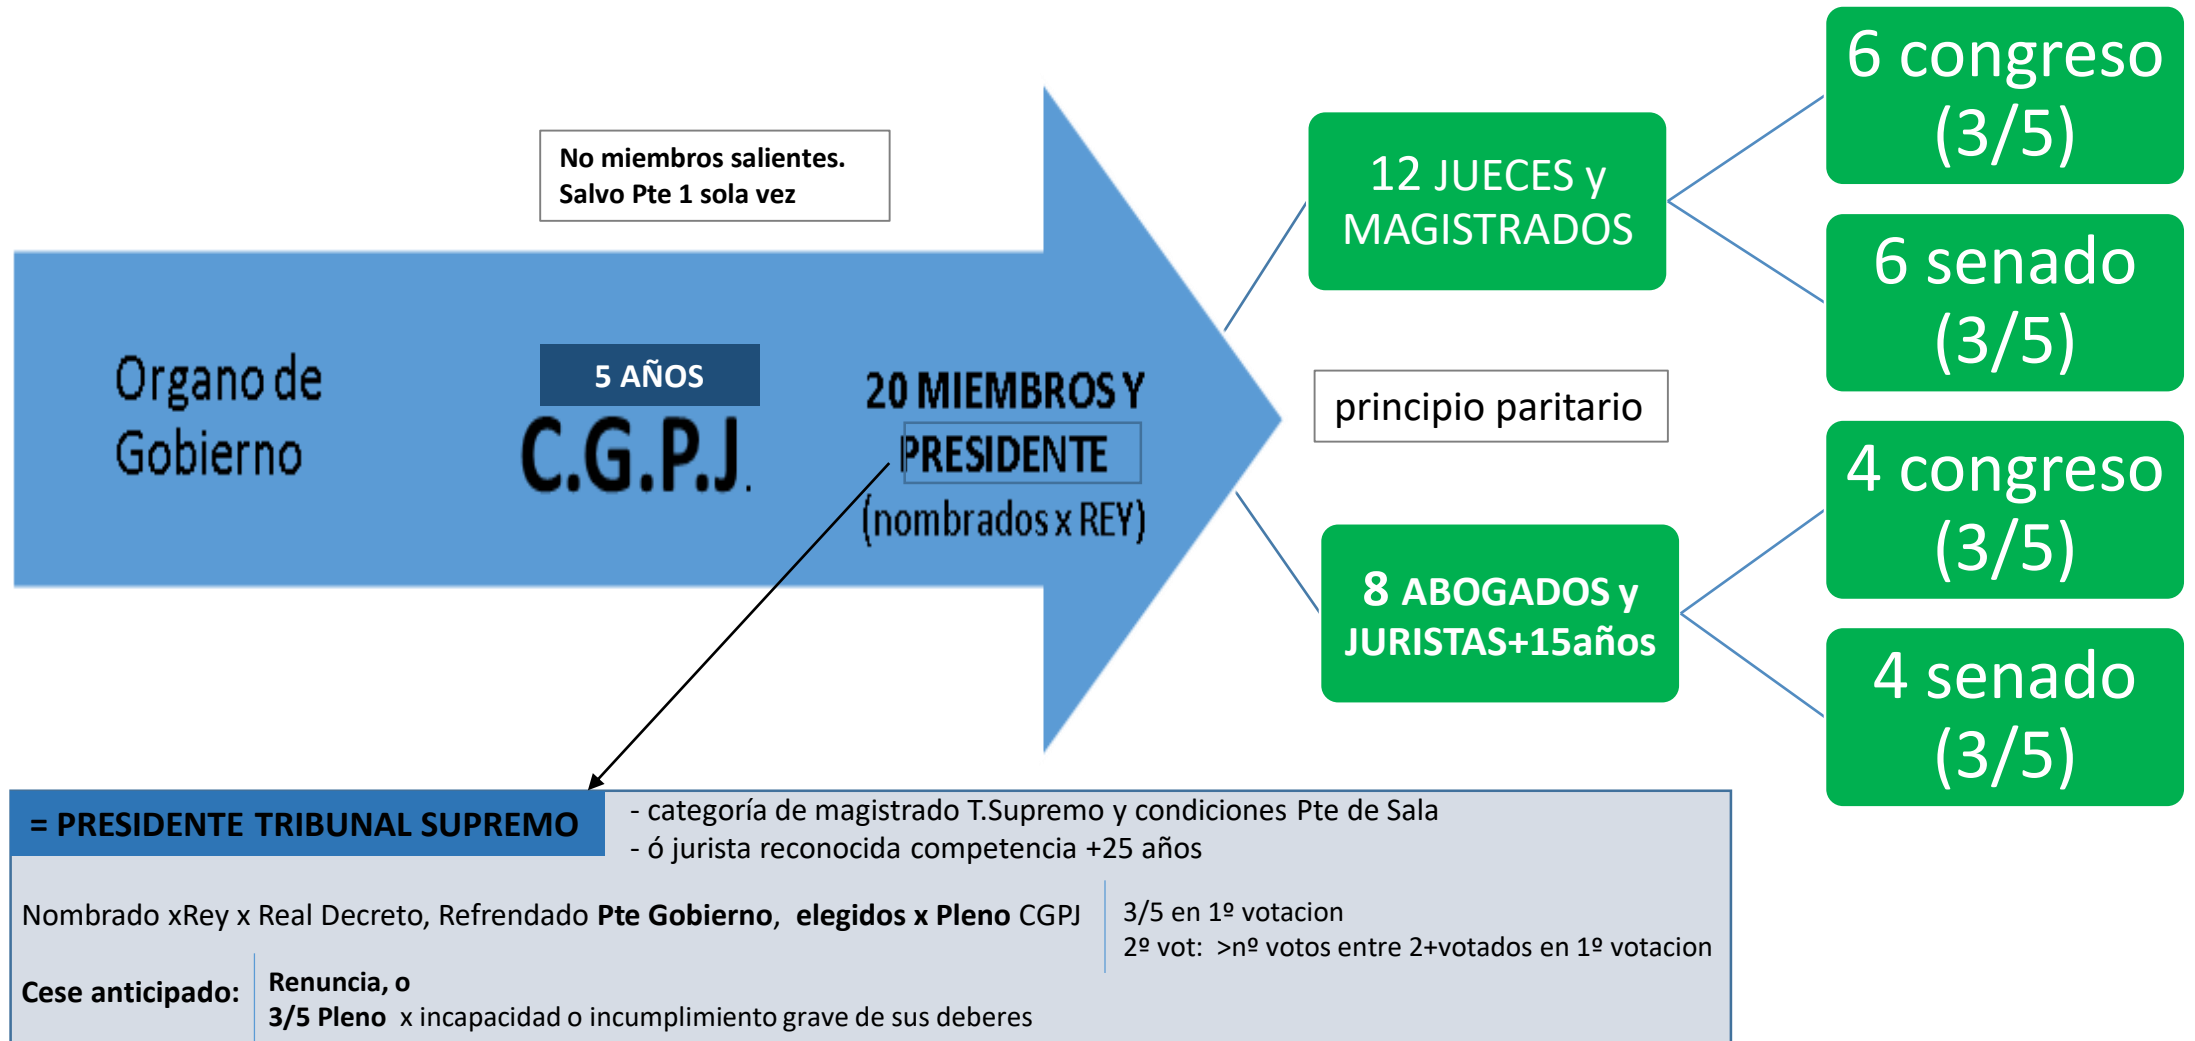 No miembros salientes.
Salvo Pte 1 sola vez
Organo de
Gobierno
5 AÑOS
C.G.P.J.
20 MIEMBROS Y
PRESIDENTE
(nombrados x REY)
12 JUECES y
MAGISTRADOS
6 congreso
(3/5)
6 senado
(3/5)
principio paritario
8 ABOGADOS y
JURISTAS+15años
4 congreso
(3/5)
4 senado
(3/5)
= PRESIDENTE TRIBUNAL SUPREMO
- categoría de magistrado T.Supremo y condiciones Pte de Sala
- ó jurista reconocida competencia +25 años
Nombrado xRey x Real Decreto, Refrendado Pte Gobierno, elegidos x Pleno CGPJ
3/5 en 1º votacion
2º vot: >nº votos entre 2+votados en 1º votacion
Cese anticipado:
Renuncia, o
3/5 Pleno x incapacidad o incumplimiento grave de sus deberes